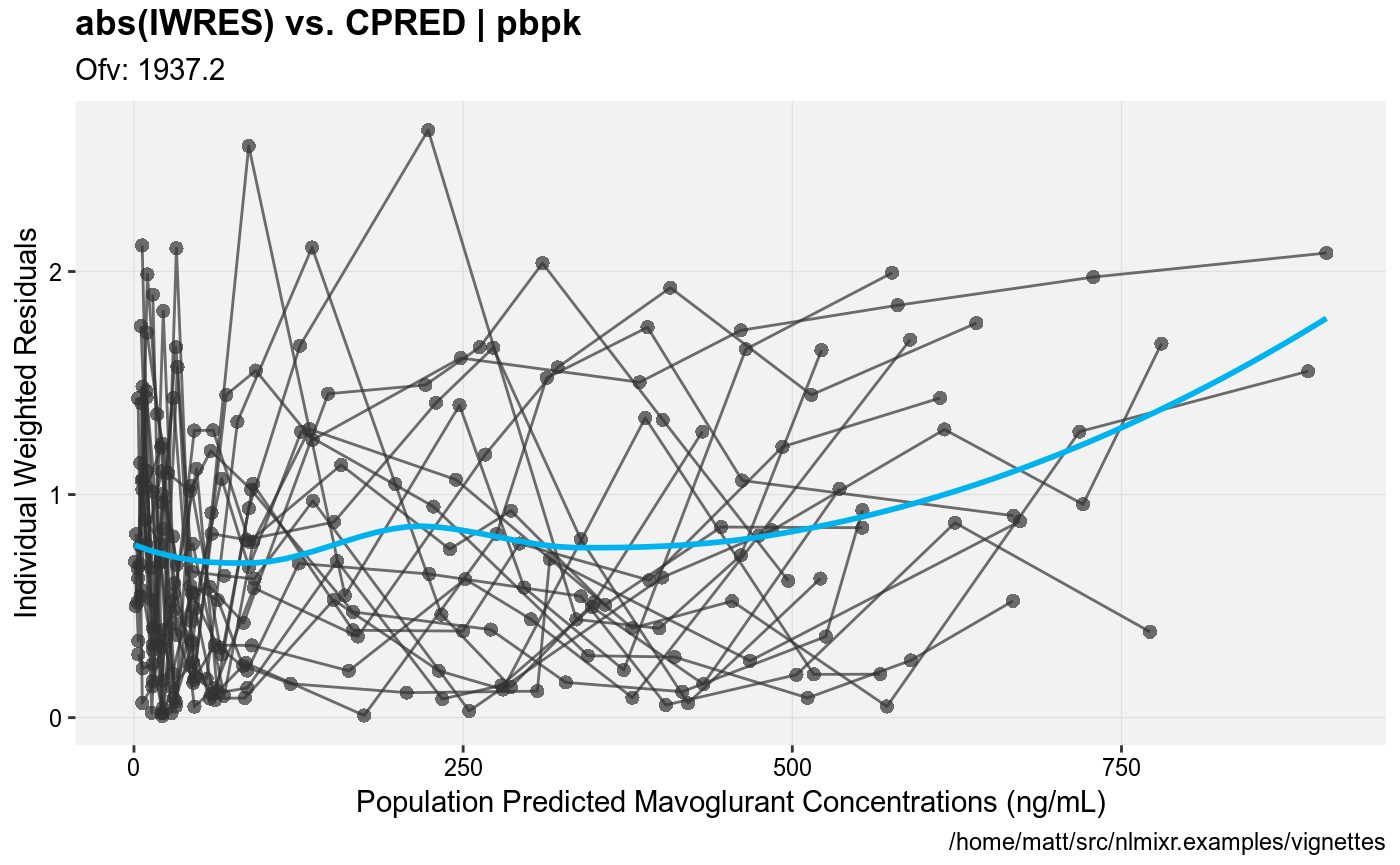 abs(IWRES) vs. CPRED | pbpk
Ofv: 1937.2
Individual Weighted Residuals
2
1
0
0 250 500 750
Population Predicted Mavoglurant Concentrations (ng/mL)
/home/matt/src/nlmixr.examples/vignettes